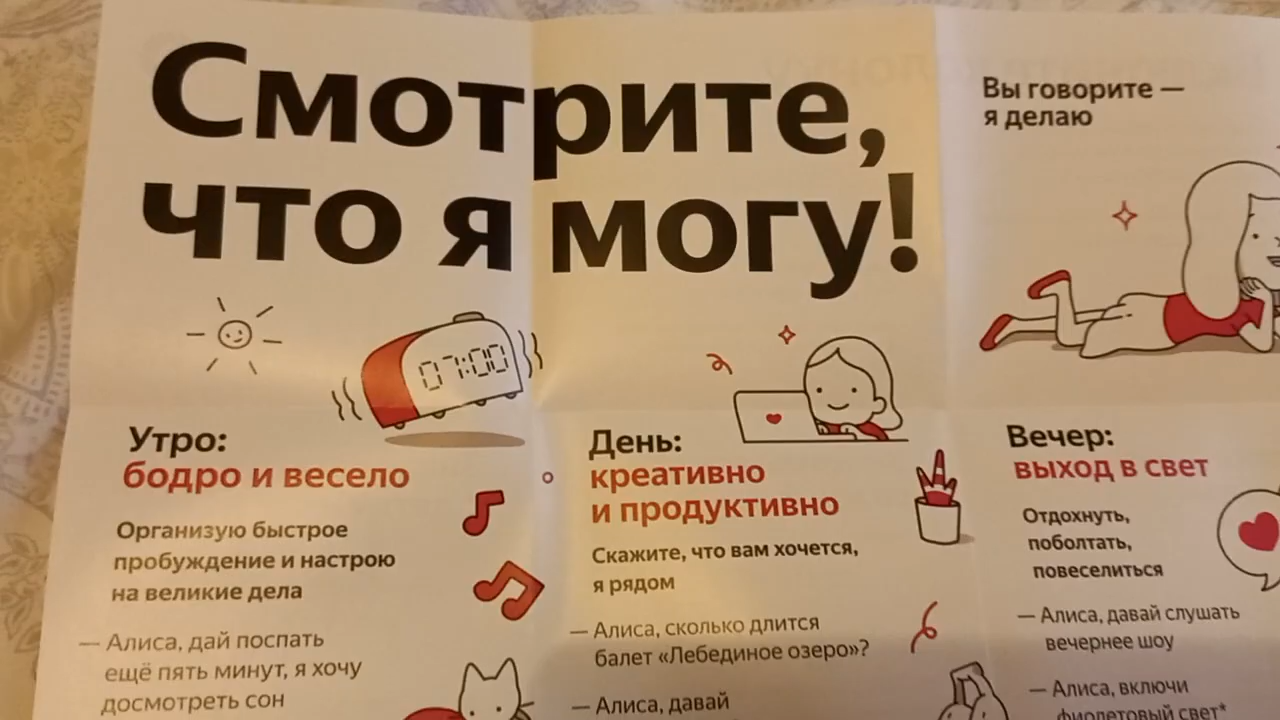 Смотрите,
что я могу!
Вы говорите —
я делаю
07:00
Утро:
бодро и весело
Организую быстрое
пробуждение и настрою
на великие дела
— Алиса, дай поспать
ещё пять минут, я хочу
досмотреть сон
День:
креативно
и продуктивно
Скажите, что вам хочется,
я рядом
— Алиса, сколько длится
балет «Лебединое озеро»?
— Алиса, давай
Вечер:
выход в свет
Отдохнуть,
поболтать,
повеселиться
— Алиса, давай слушать
вечернее шоу
— Алиса, включи
фиолетовый свет*